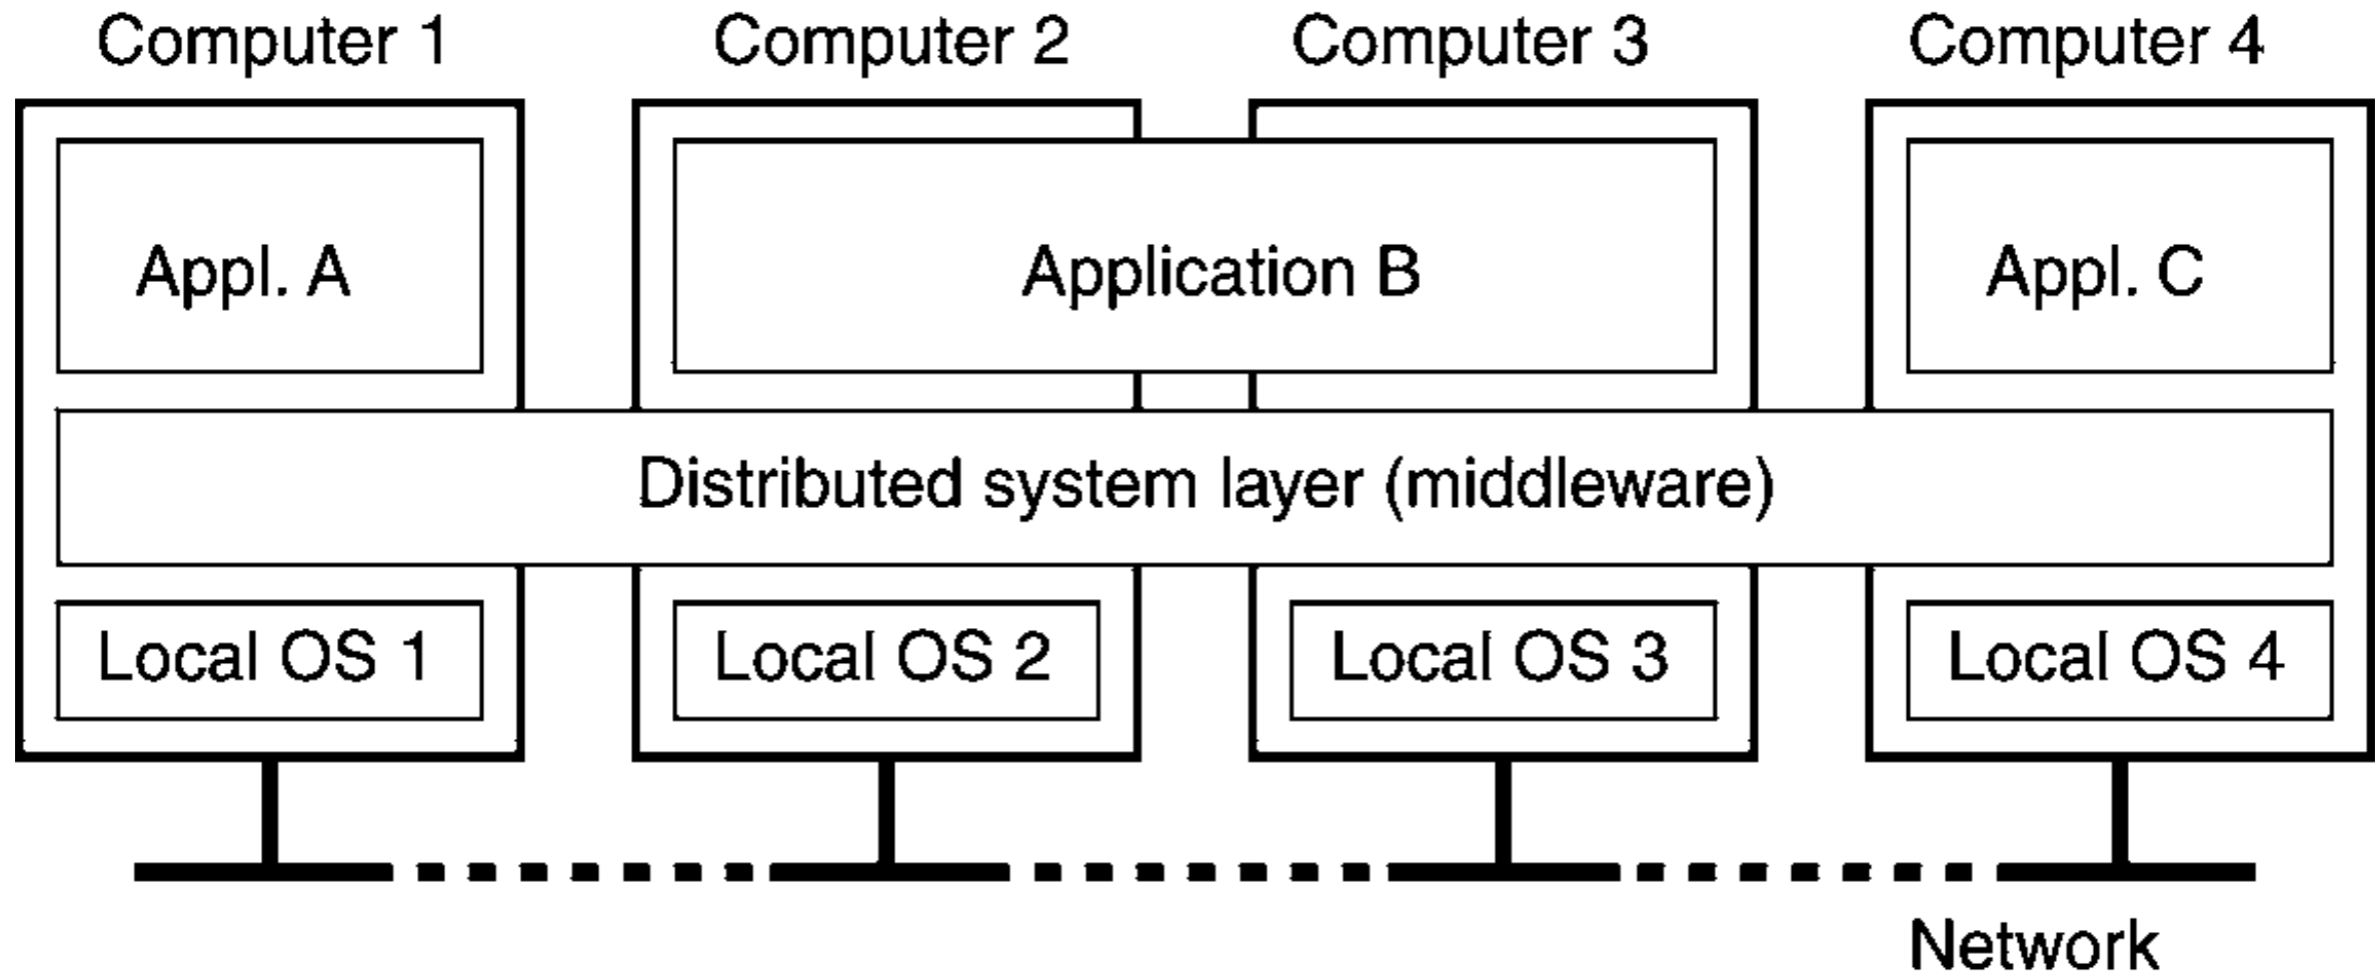 Computer 1
Computer 2
Computer 3
Computer 4
Appl. A
Application B
Appl. C
Distributed system layer (middleware)
Local OS 1
Local OS 2
Local OS 3
Local OS 4
Network